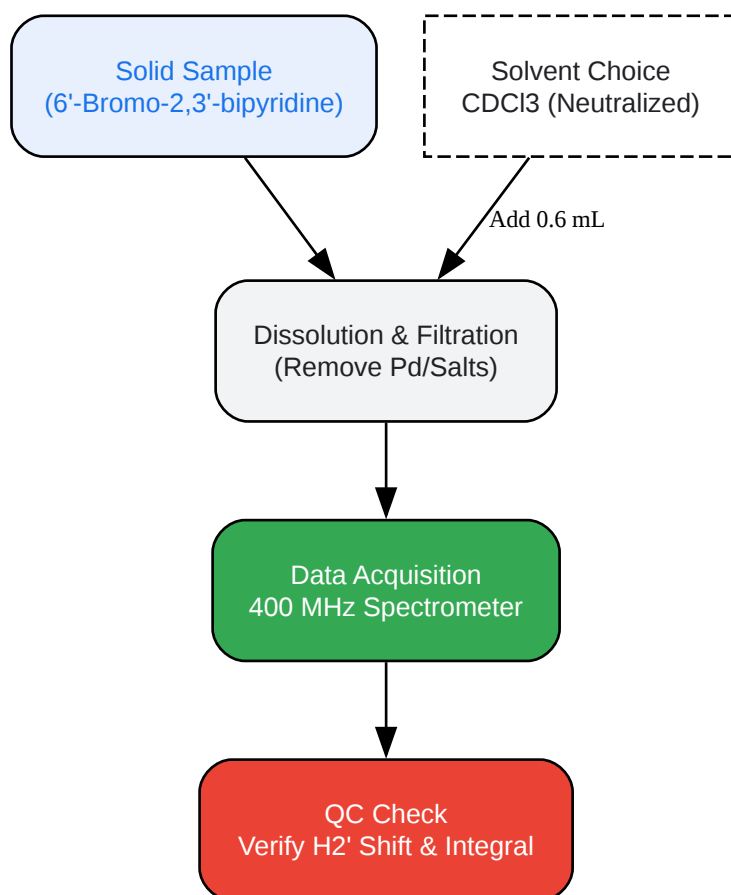 Solid Sample
(6'-Bromo-2,3'-bipyridine)
Solvent Choice
CDCl3 (Neutralized)
Add 0.6 mL
Dissolution & Filtration
(Remove Pd/Salts)
Data Acquisition
400 MHz Spectrometer
QC Check
Verify H2' Shift & Integral